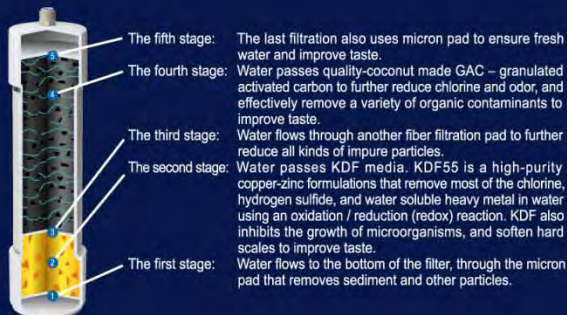 The fifth stage: The last filtration also uses micron pad to ensure fresh
water and improve taste.
The fourth stage: Water passes quality-coconut made GAC – granulated
activated carbon to further reduce chlorine and odor, and
effectively remove a variety of organic contaminants to
improve taste.
The third stage: Water flows through another fiber filtration pad to further
reduce all kinds of impure particles.
The second stage: Water passes KDF media. KDF55 is a high-purity
copper-zinc formulations that remove most of the chlorine,
hydrogen sulfide, and water soluble heavy metal in water
using an oxidation / reduction (redox) reaction. KDF also
inhibits the growth of microorganisms, and soften hard
scales to improve taste.
The first stage: Water flows to the bottom of the filter, through the micron
pad that removes sediment and other particles.
5
4
3
2
1